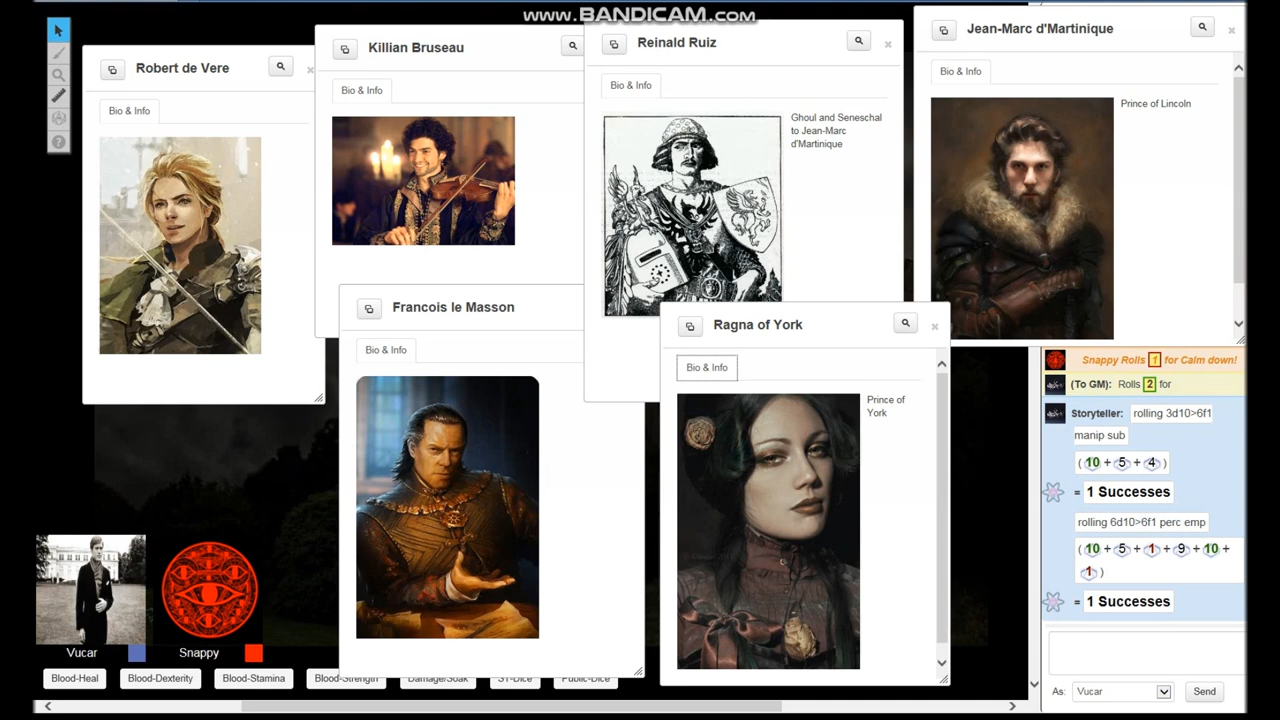 www.BANDICAM.com
Robert de Vere
Bio & Info
Killian Bruseau
Bio & Info
Reinald Ruiz
Bio & Info
Ghoul and Seneschal
to Jean-Marc
d'Martinique
Jean-Marc d'Martinique
Bio & Info
Prince of Lincoln
Francois le Masson
Bio & Info
Ragna of York
Bio & Info
Prince of
York
Snappy Rolls 1 for Calm down!
(To GM): Rolls 2 for
Storyteller: rolling 3d10>6f1
manip sub
(10+5+4)
= 1 Successes
rolling 6d10>6f1 perc emp
(10+5+1+9+10+
1)
= 1 Successes
Vucar
Snappy
Blood-Heal
Blood-Dexterity
Blood-Stamina
Blood-Strength
Damage/Soak
ST-Dice
Public-Dice
As: Vucar
Send